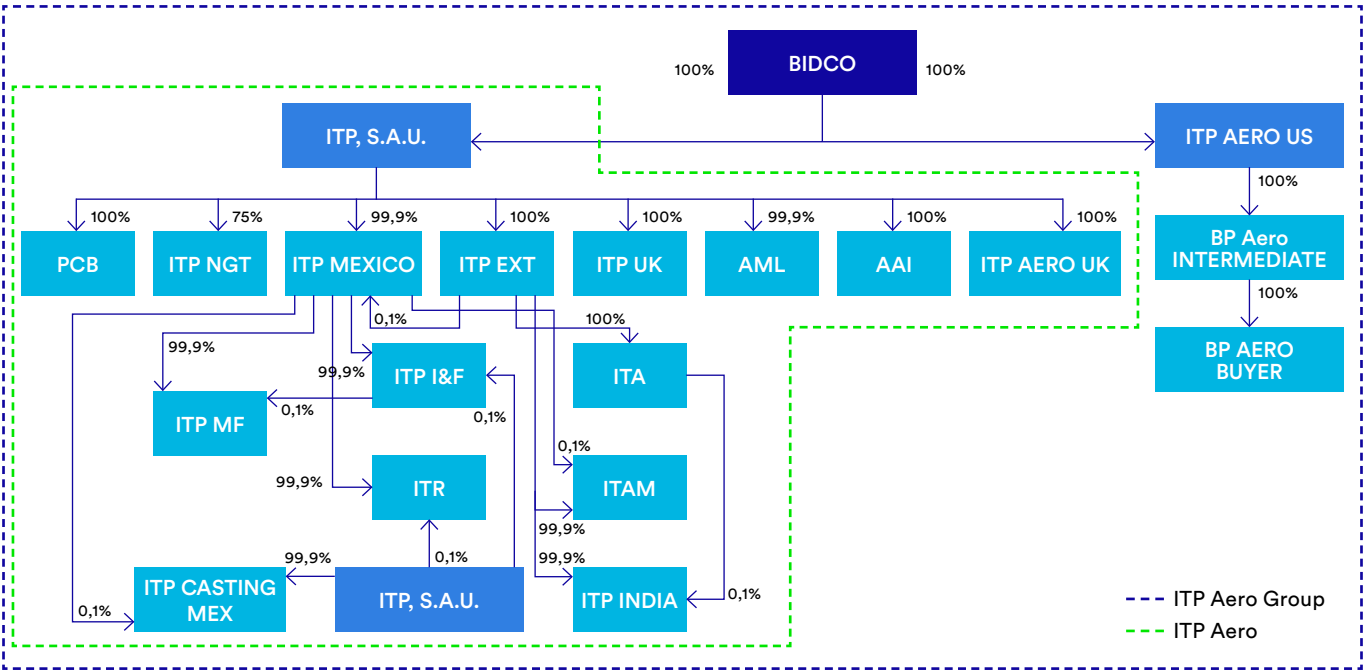 BIDCO
100%
100%
ITP, S.A.U.
ITP AERO US
100%
100%
75%
99,9%
100%
100%
99,9%
100%
100%
PCB
ITP NGT
ITP MEXICO
ITP EXT
ITP UK
AML
AAI
ITP AERO UK
BP Aero
INTERMEDIATE
100%
0,1%
100%
99,9%
99,9%
ITP I&F
ITA
BP AERO
BUYER
ITP MF
0,1%
0,1%
0,1%
99,9%
ITR
ITAM
99,9%
99,9%
0,1%
99,9%
ITP CASTING
MEX
ITP, S.A.U.
ITP INDIA
0,1%
0,1%
ITP Aero Group
ITP Aero